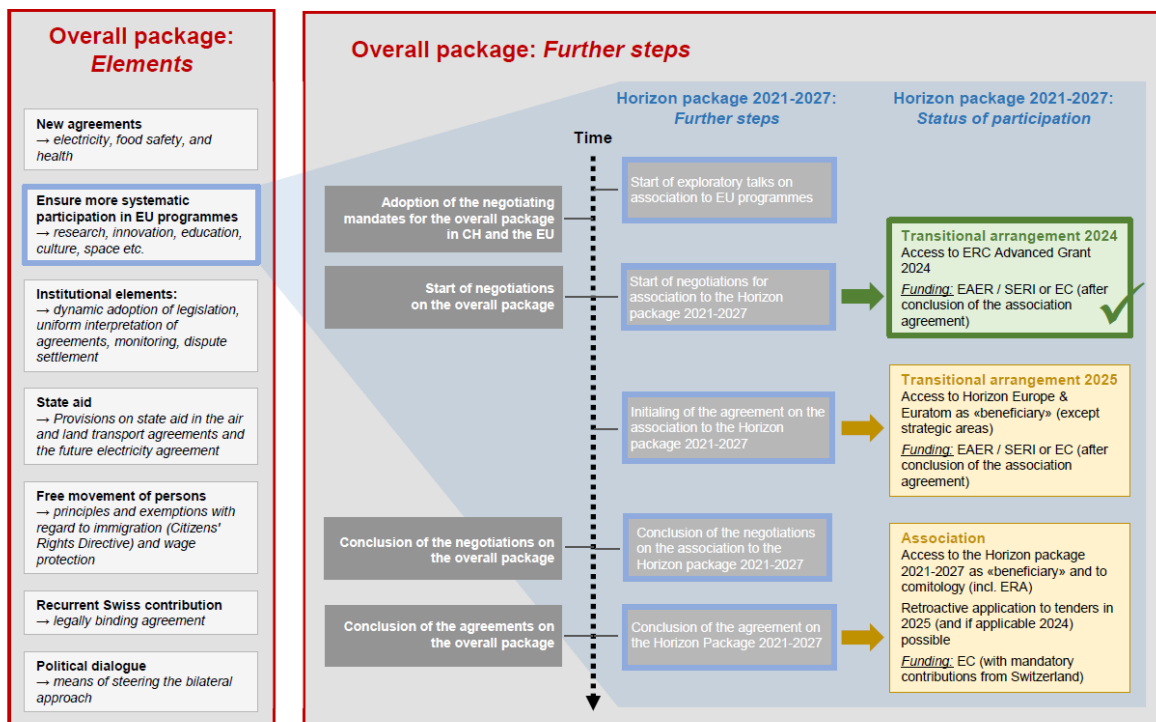 Overall package:
Elements
New agreements
→ electricity, food safety, and
health
Ensure more systematic
participation in EU programmes
→ research, innovation, education,
culture, space etc.
Institutional elements:
→ dynamic adoption of legislation,
uniform interpretation of
agreements, monitoring, dispute
settlement
State aid
→ Provisions on state aid in the air
and land transport agreements and
the future electricity agreement
Free movement of persons
→ principles and exemptions with
regard to immigration (Citizens'
Rights Directive) and wage
protection
Recurrent Swiss contribution
→ legally binding agreement
Political dialogue
→ means of steering the bilateral
approach
Overall package: Further steps
Time
Adoption of the negotiating
mandates for the overall package
in CH and the EU
Start of negotiations
on the overall package
Conclusion of the negotiations on
the overall package
Conclusion of the agreements on
the overall package
Horizon package 2021-2027:
Further steps
Start of exploratory talks on
association to EU programmes
Start of negotiations for
association to the Horizon
package 2021-2027
Initialing of the agreement on the
association to the Horizon
package 2021-2027
Conclusion of the negotiations
on the association to the
Horizon package 2021-2027
Conclusion of the agreement on
the Horizon Package 2021-2027
Horizon package 2021-2027:
Status of participation
Transitional arrangement 2024
Access to ERC Advanced Grant
2024
Funding: EAER / SERI or EC (after
conclusion of the association
agreement)
Transitional arrangement 2025
Access to Horizon Europe &
Euratom as «beneficiary» (except
strategic areas)
Funding: EAER / SERI or EC (after
conclusion of the association
agreement)
Association
Access to the Horizon package
2021-2027 as «beneficiary» and to
comitology (incl. ERA)
Retroactive application to tenders in
2025 (and if applicable 2024)
possible
Funding: EC (with mandatory
contributions from Switzerland)